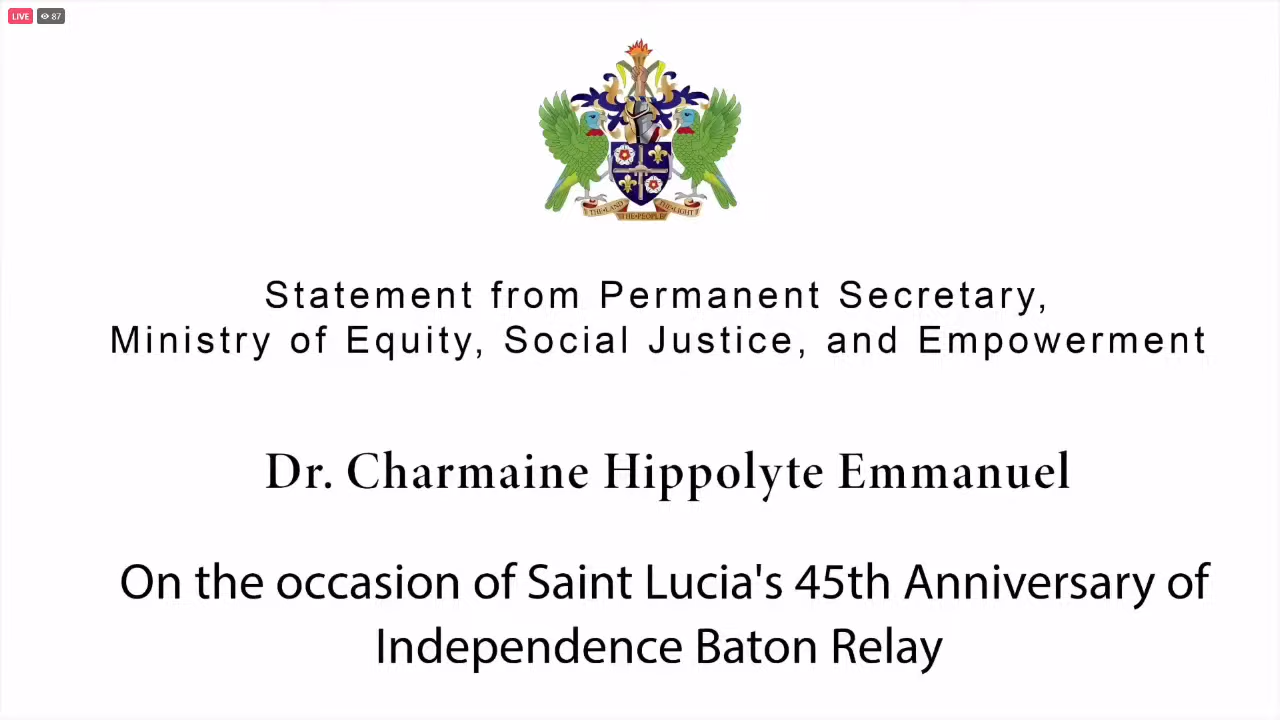 LIVE 87
THE·LAND THE·PEOPLE THE·LIGHT
Statement from Permanent Secretary,
Ministry of Equity, Social Justice, and Empowerment
Dr. Charmaine Hippolyte Emmanuel
On the occasion of Saint Lucia's 45th Anniversary of
Independence Baton Relay